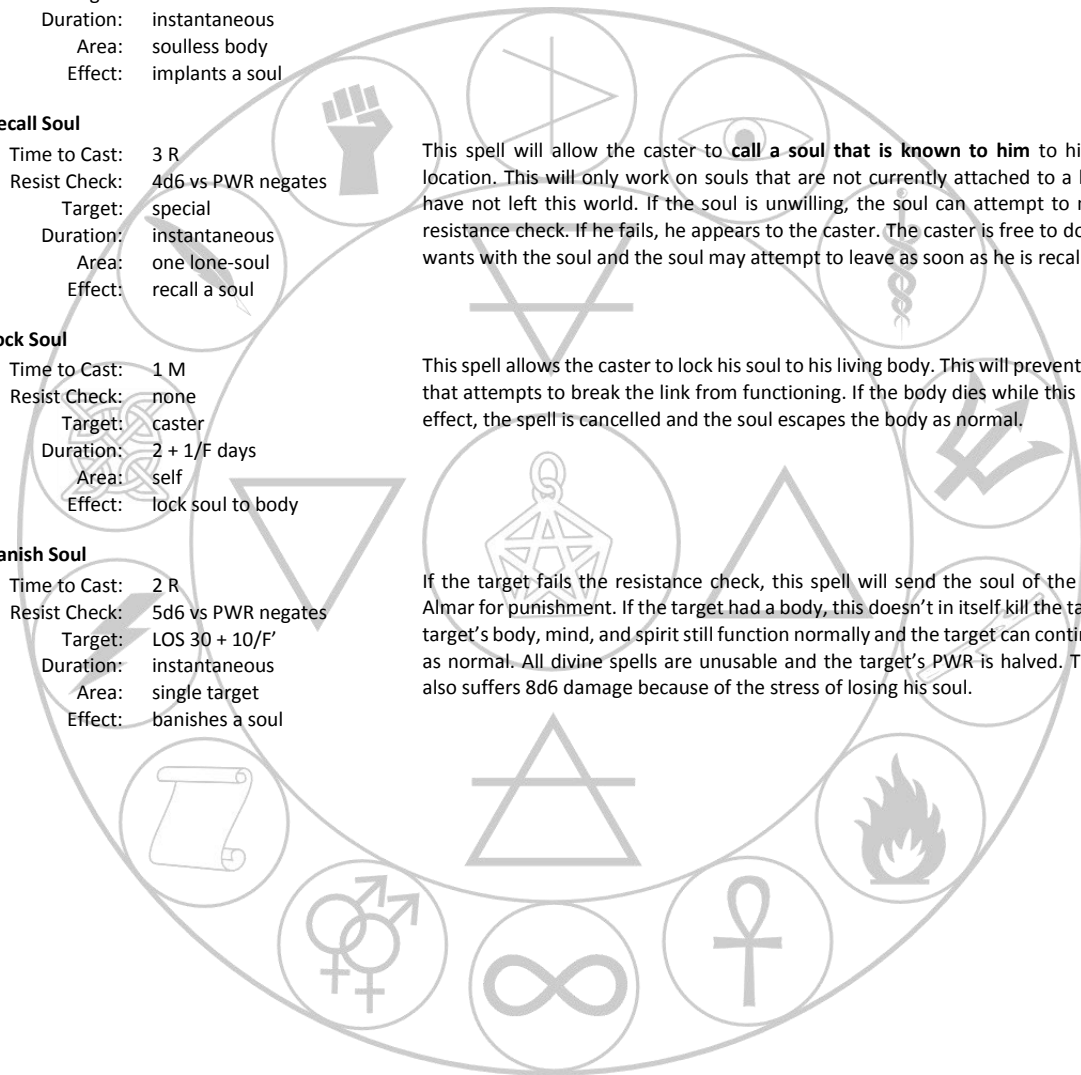 Duration: instantaneous
Area: soulless body
Effect: implants a soul
ecall Soul
Time to Cast: 3 R
Resist Check: 4d6 vs PWR negates
Target: special
Duration: instantaneous
Area: one lone-soul
Effect: recall a soul
This spell will allow the caster to call a soul that is known to hi
location. This will only work on souls that are not currently attached to a
have not left this world. If the soul is unwilling, the soul can attempt to
resistance check. If he fails, he appears to the caster. The caster is free to do
wants with the soul and the soul may attempt to leave as soon as he is recal
ock Soul
Time to Cast: 1 M
Resist Check: none
Target: caster
Duration: 2 + 1/F days
Area: self
Effect: lock soul to body
This spell allows the caster to lock his soul to his living body. This will prevent
that attempts to break the link from functioning. If the body dies while this
effect, the spell is cancelled and the soul escapes the body as normal.
anish Soul
Time to Cast: 2 R
Resist Check: 5d6 vs PWR negates
Target: LOS 30 + 10/F’
Duration: instantaneous
Area: single target
Effect: banishes a soul
If the target fails the resistance check, this spell will send the soul of the
Almar for punishment. If the target had a body, this doesn’t in itself kill the ta
target’s body, mind, and spirit still function normally and the target can contin
as normal. All divine spells are unusable and the target’s PWR is halved. T
also suffers 8d6 damage because of the stress of losing his soul.